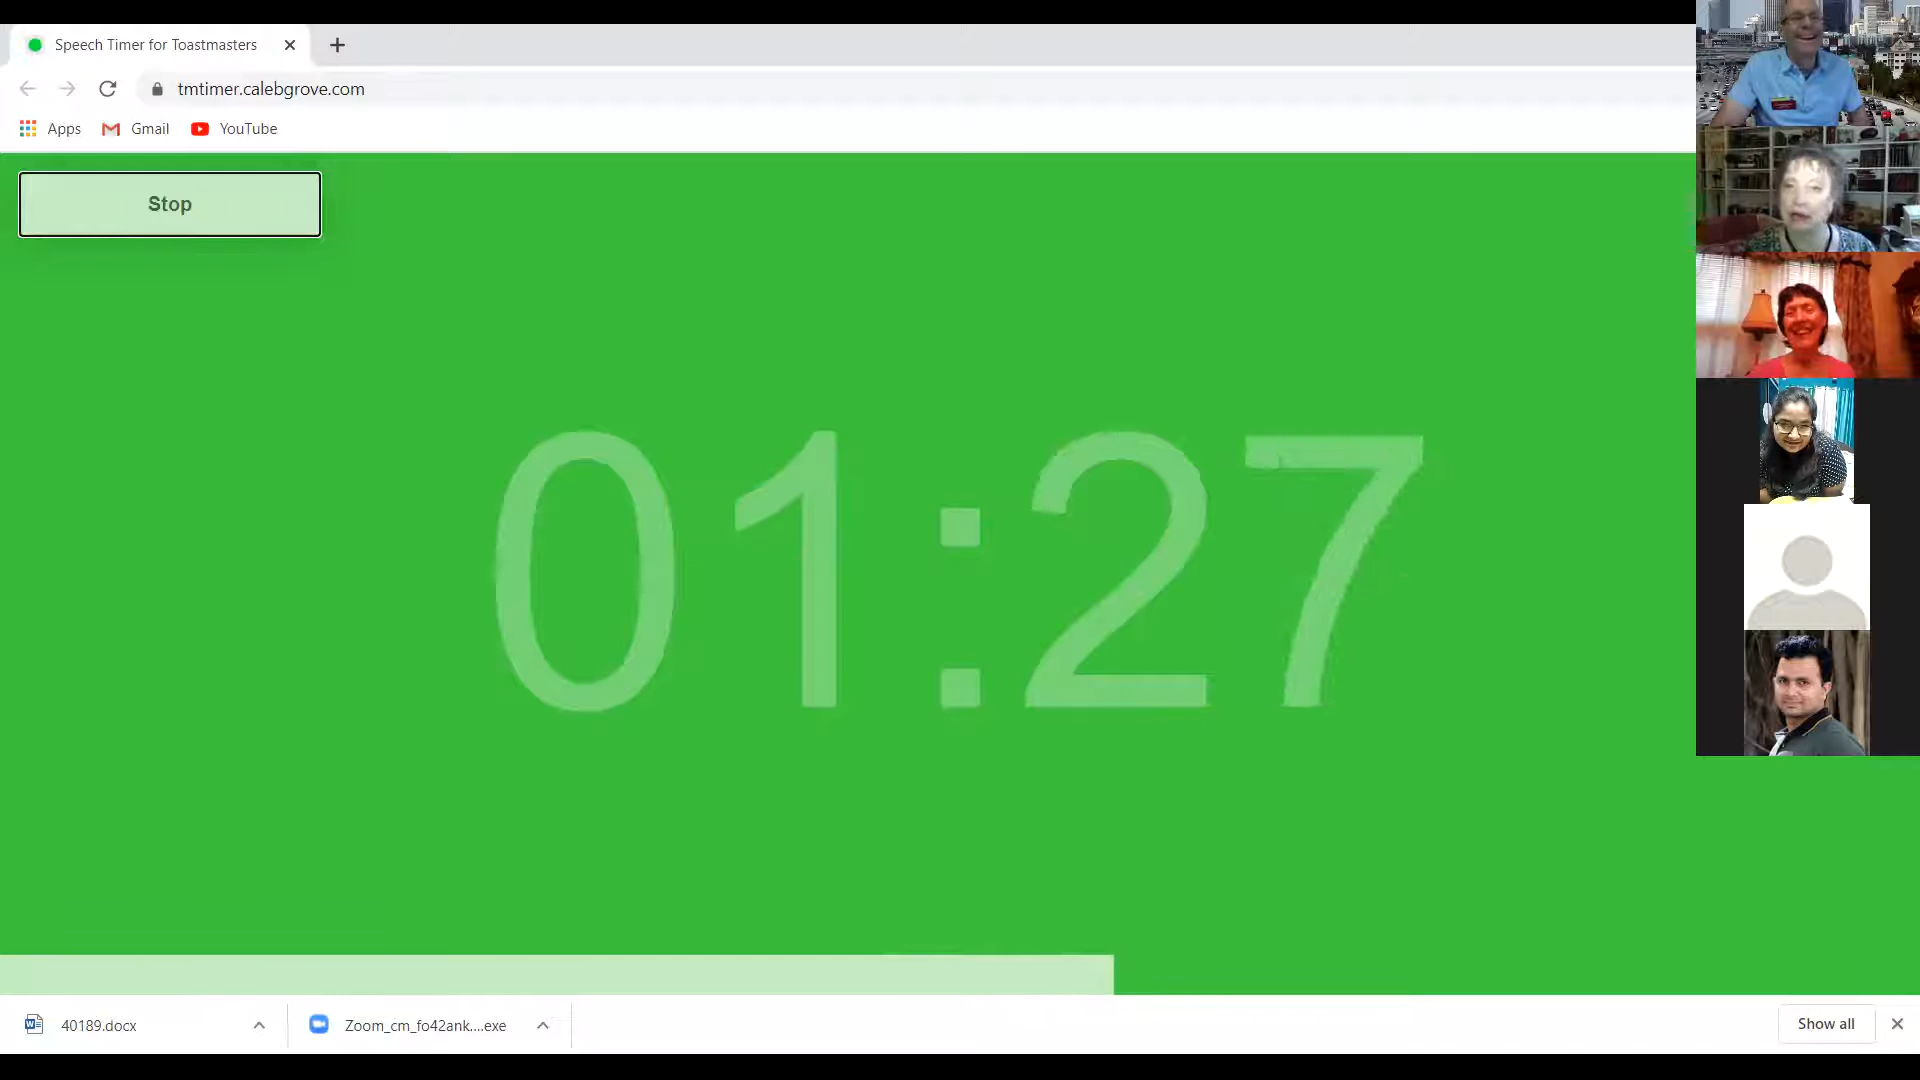 Speech Timer for Toastmasters
tmtimer.calebgrove.com
Apps Gmail YouTube
Stop
01:27
40189.docx Zoom_cm_fo42ank....exe Show all